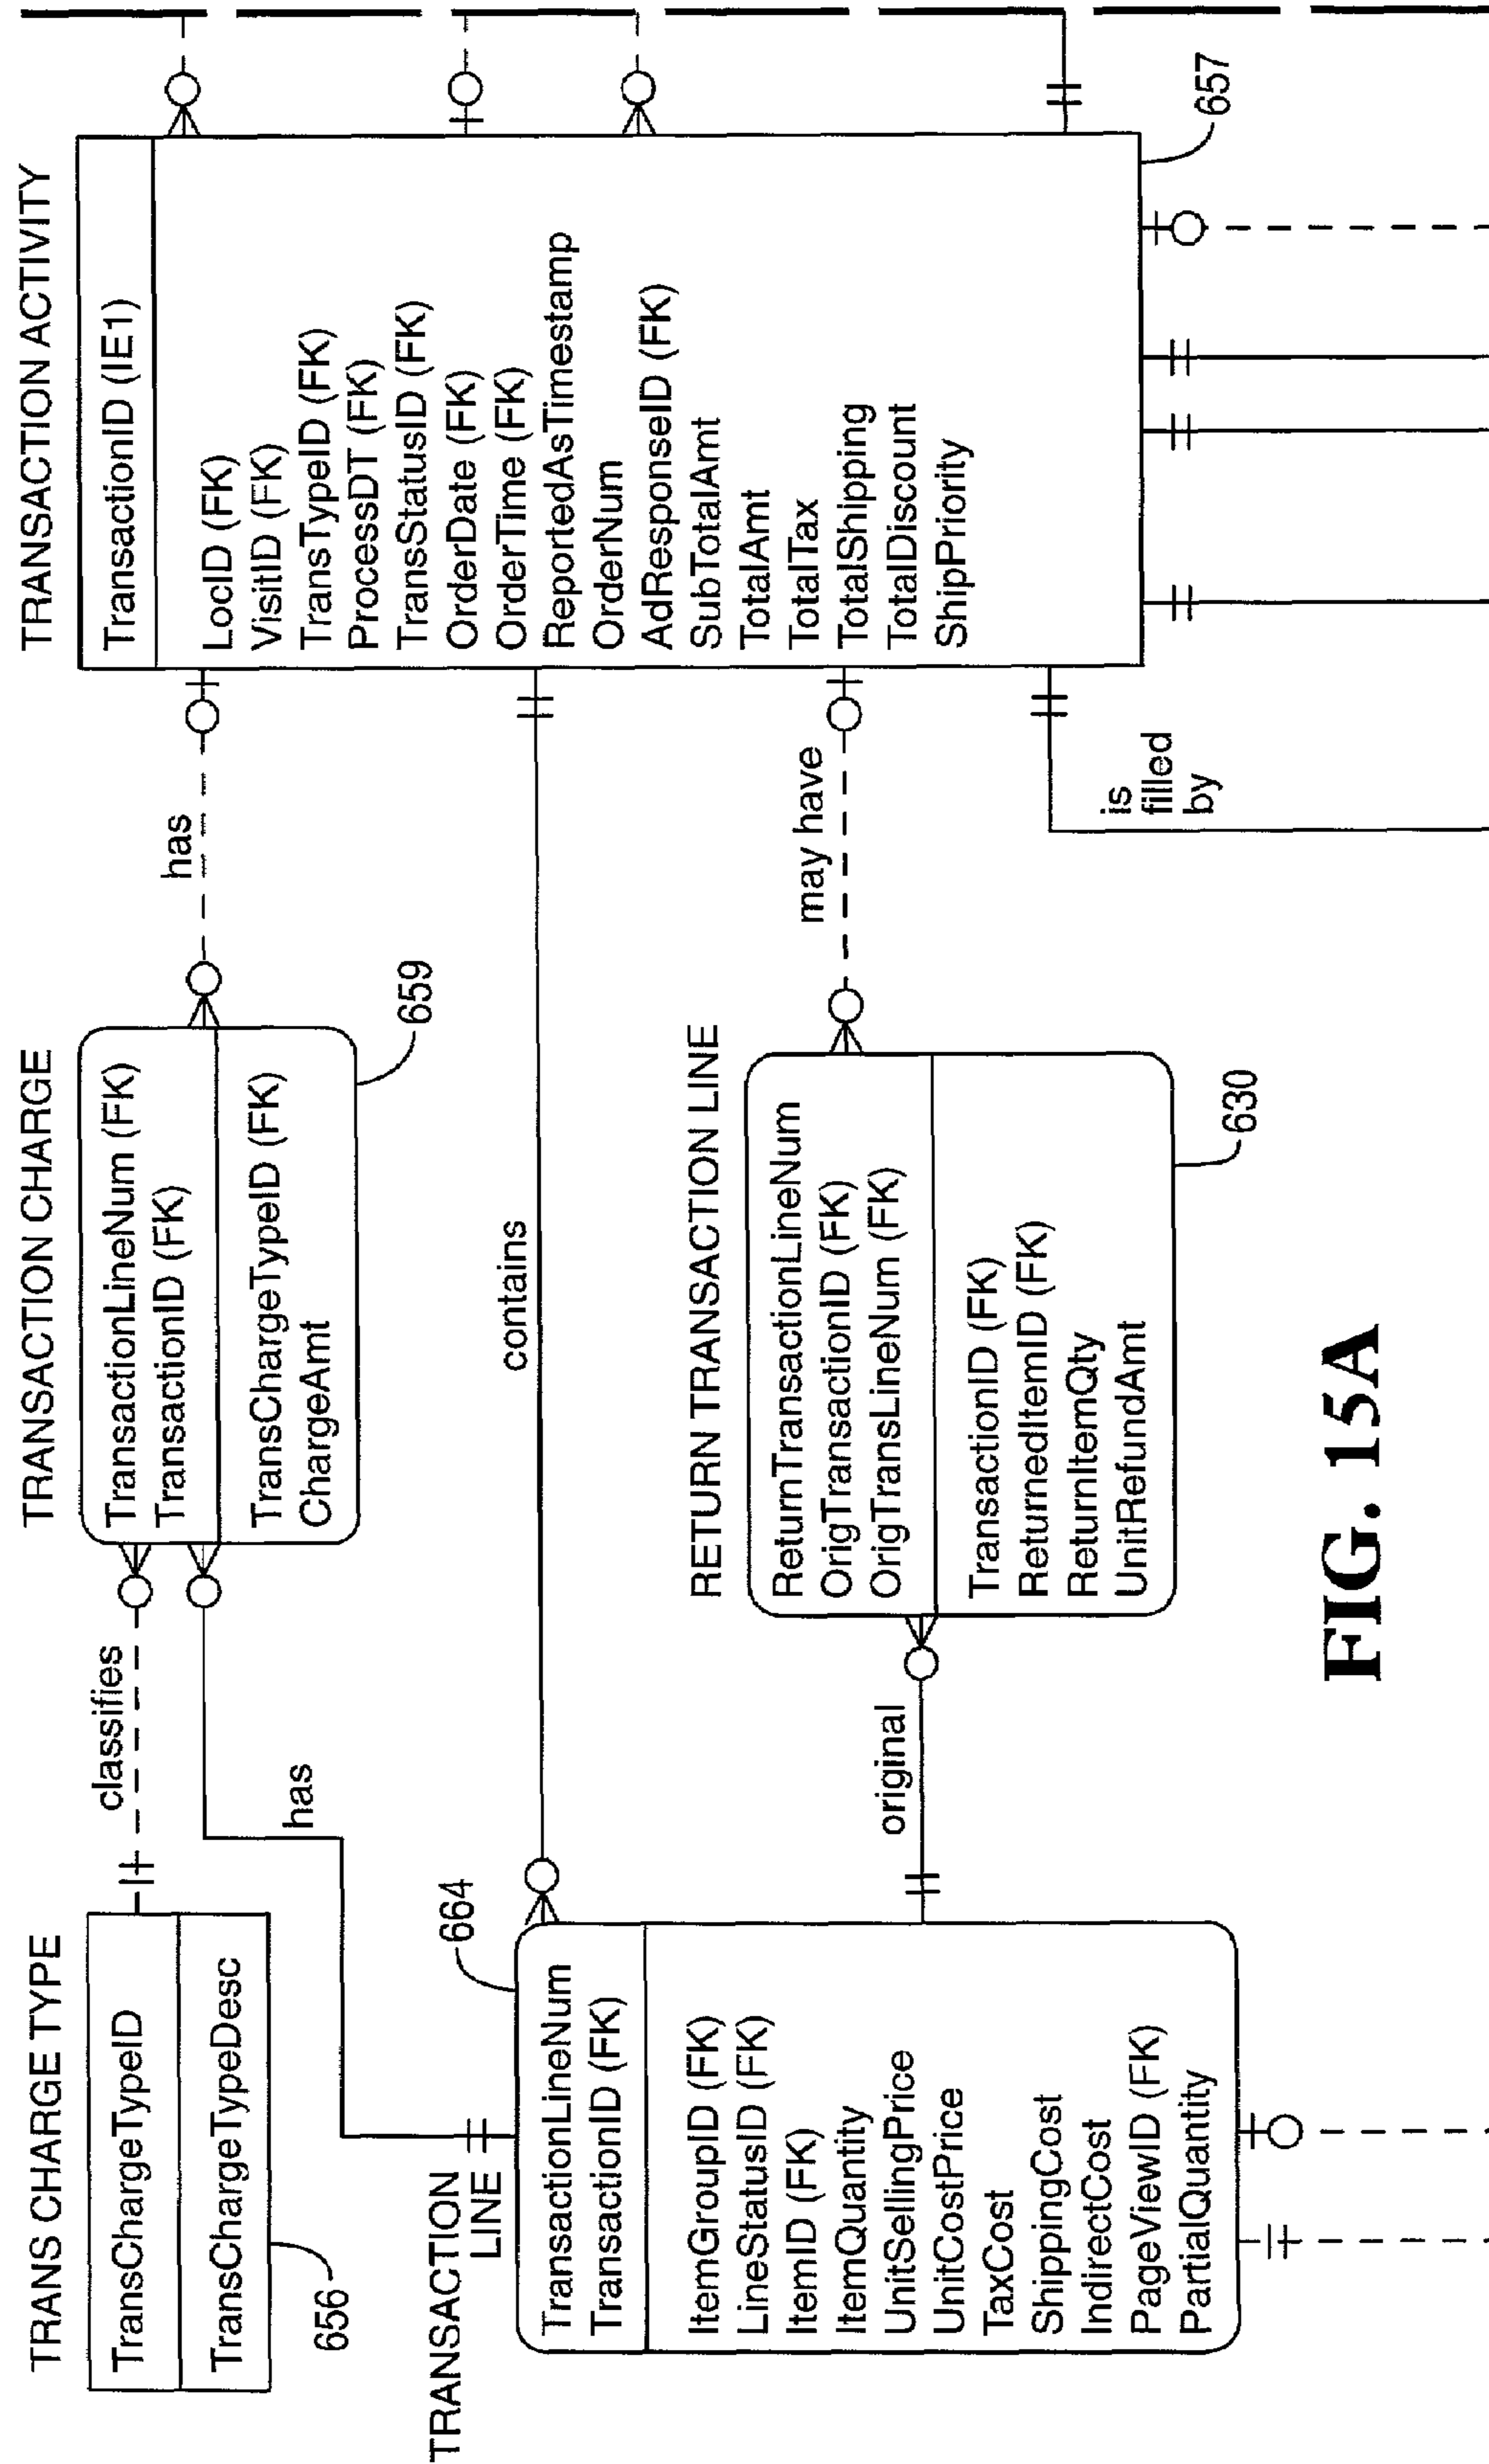 TRANS CHARGE TYPE
TransChargeTypeID
TransChargeTypeDesc
656
classifies
has
TRANSACTION CHARGE
TransactionLineNum (FK)
TransactionID (FK)
TransChargeTypeID (FK)
ChargeAmt
659
has
TRANSACTION ACTIVITY
TransactionID (IE1)
LocID (FK)
VisitID (FK)
TransTypeID (FK)
ProcessDT (FK)
TransStatusID (FK)
OrderDate (FK)
OrderTime (FK)
ReportedAsTimestamp
OrderNum
AdResponseID (FK)
SubTotalAmt
TotalAmt
TotalTax
TotalShipping
TotalDiscount
ShipPriority
657
TRANSACTION
LINE
664
TransactionLineNum
TransactionID (FK)
ItemGroupID (FK)
LineStatusID (FK)
ItemID (FK)
ItemQuantity
UnitSellingPrice
UnitCostPrice
TaxCost
ShippingCost
IndirectCost
PageViewID (FK)
PartialQuantity
contains
original
RETURN TRANSACTION LINE
ReturnTransactionLineNum
OrigTransactionID (FK)
OrigTransLineNum (FK)
TransactionID (FK)
ReturnedItemID (FK)
ReturnItemQty
UnitRefundAmt
630
may have
is
filled
by
FIG. 15A